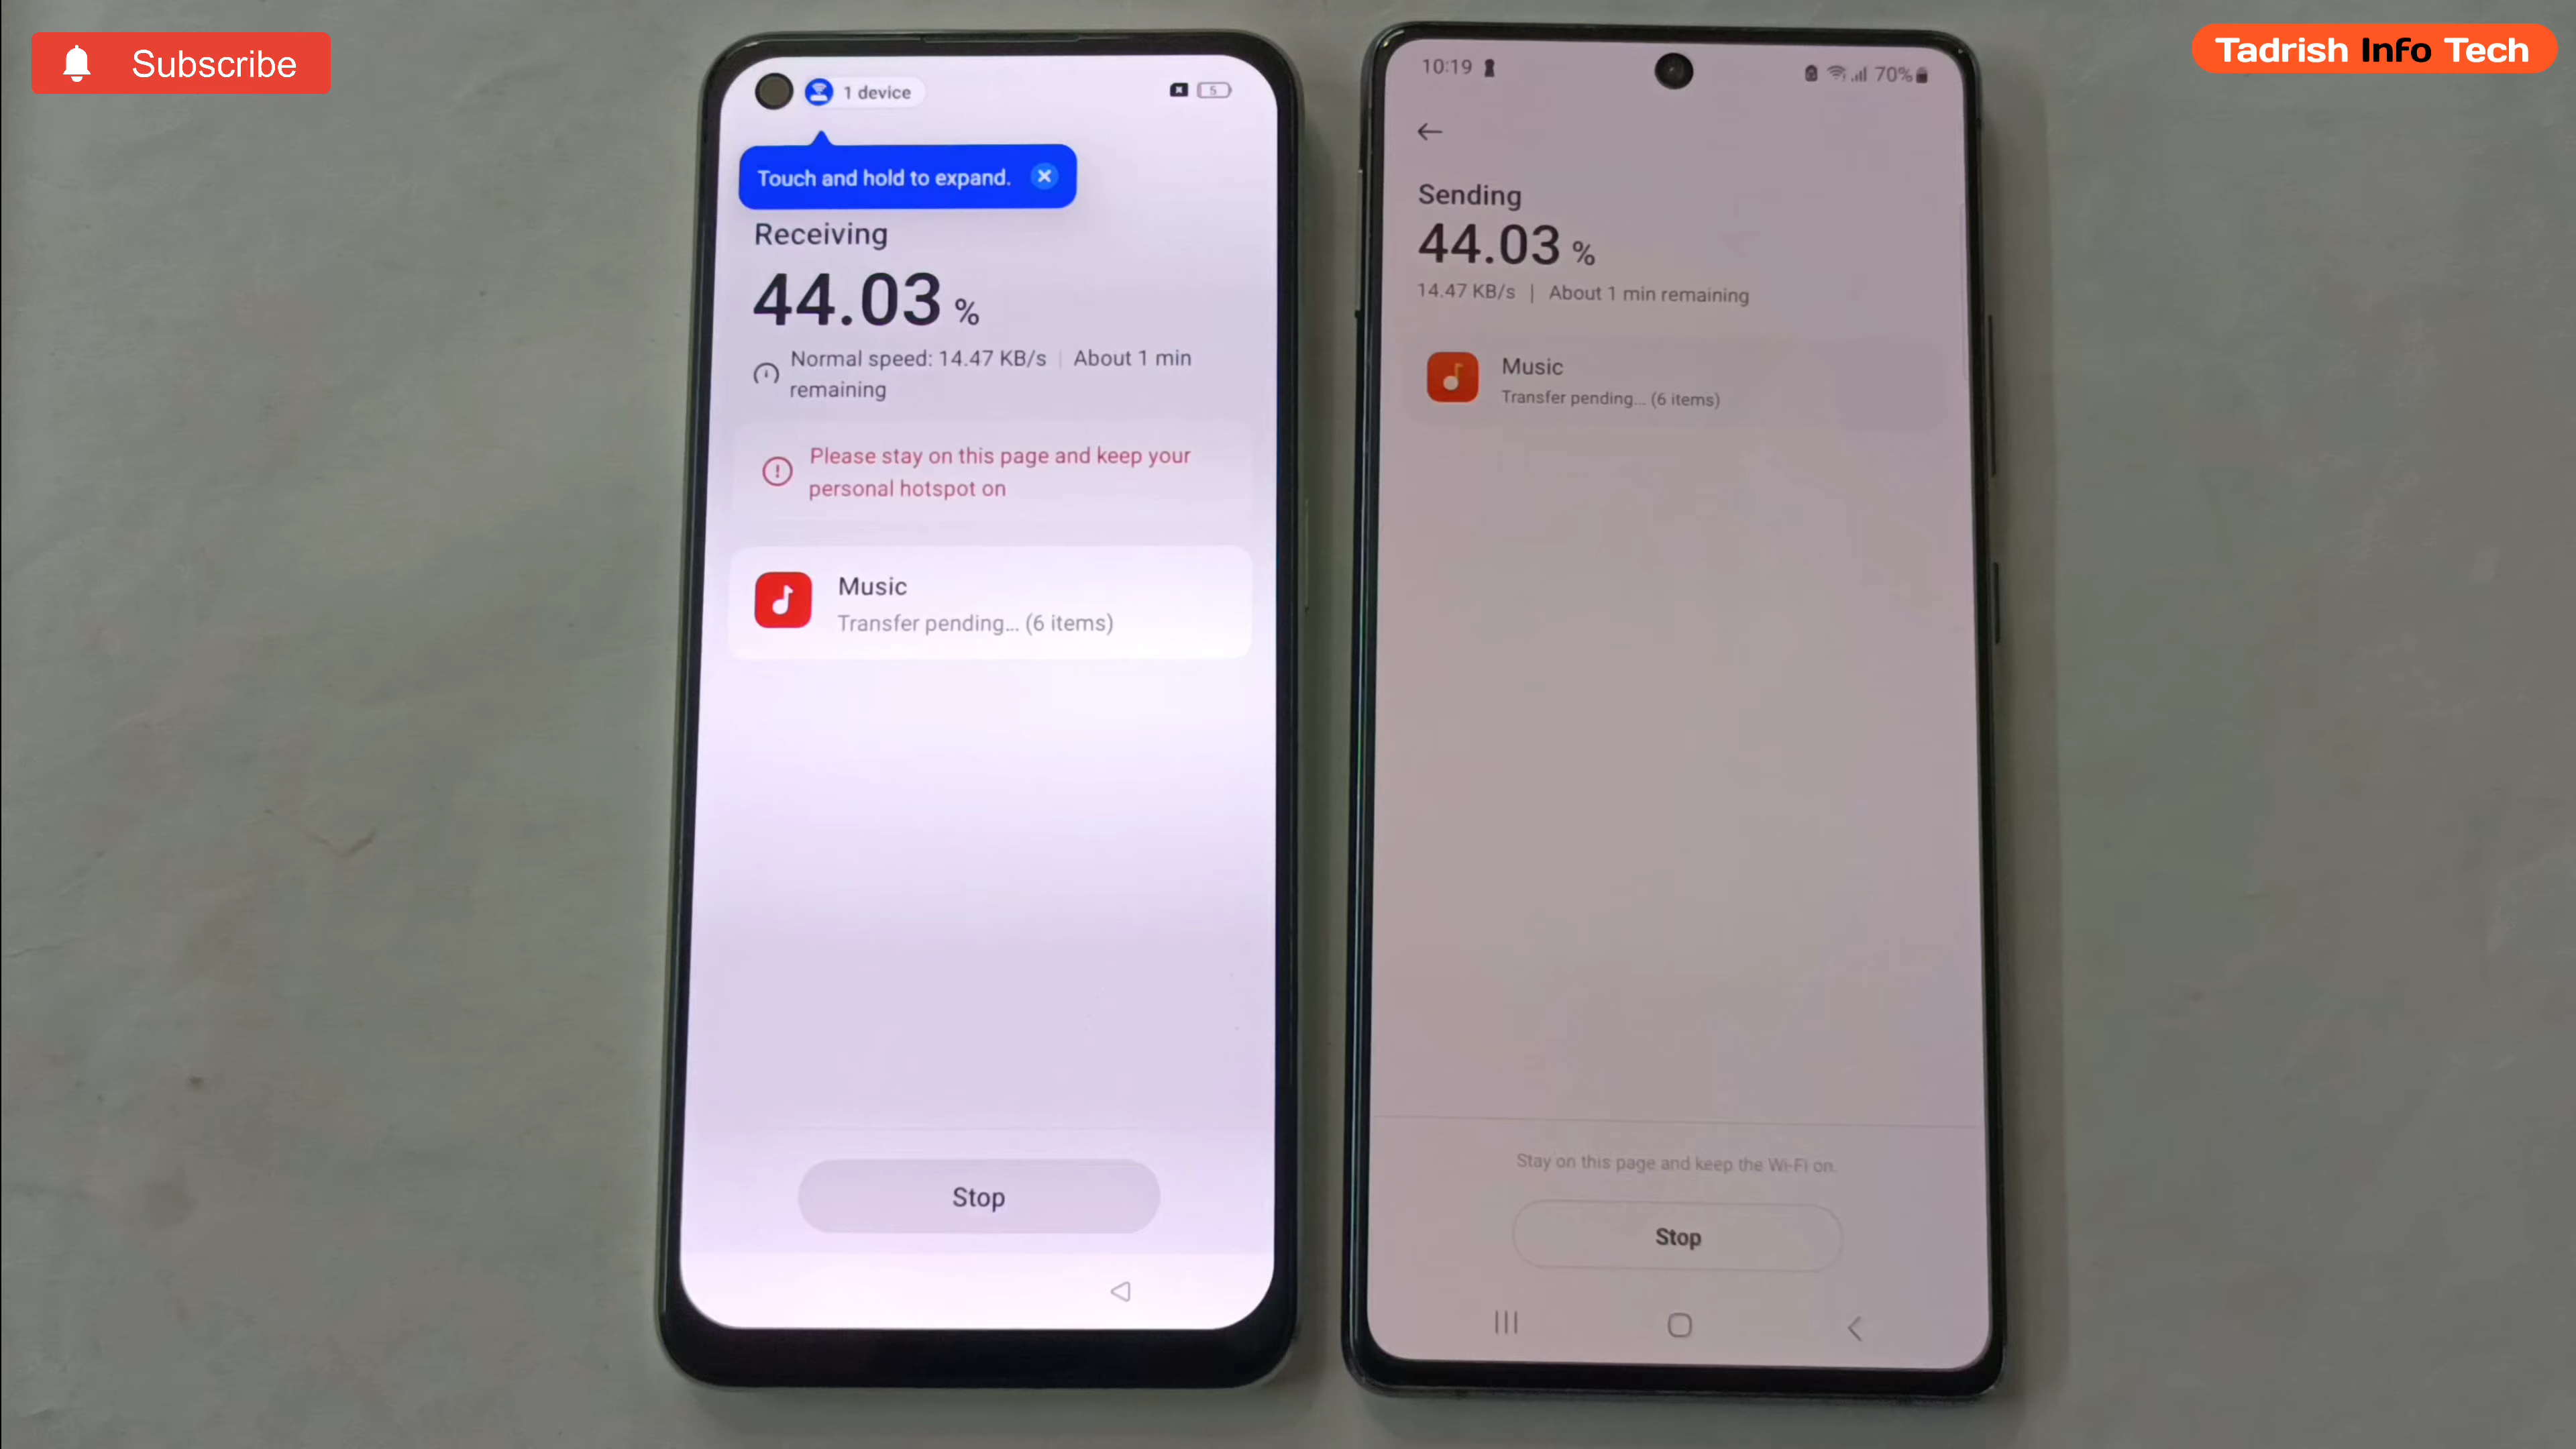 Subscribe
Tadrish Info Tech
1 device
5
Touch and hold to expand.
Receiving
44.03 %
Normal speed: 14.47 KB/s | About 1 min
remaining
Please stay on this page and keep your
personal hotspot on
Music
Transfer pending... (6 items)
Stop
10:19
70%
Sending
44.03 %
14.47 KB/s | About 1 min remaining
Music
Transfer pending... (6 items)
Stay on this page and keep the Wi-Fi on.
Stop